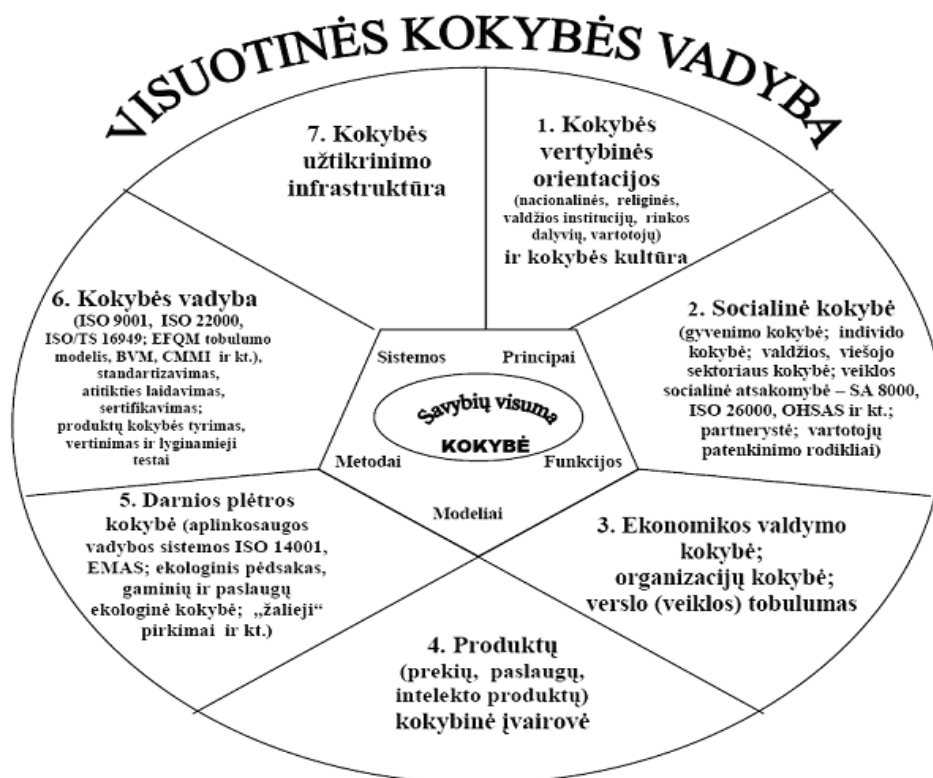 VISUOTINĖS KOKYBĖS VADYBA
7. Kokybės
užtikrinimo
infrastruktūra
1. Kokybės
vertybinės
orientacijos
(nacionalinės, religinės,
valdžios institucijų, rinkos
dalyvių, vartotojų)
ir kokybės kultūra
2. Socialinė kokybė
(gyvenimo kokybė; individo
kokybė; valdžios, viešojo
sektoriaus kokybė; veiklos
socialinė atsakomybė – SA 8000,
ISO 26000, OHSAS ir kt.;
partnerystė; vartotojų
patenkinimo rodikliai)
3. Ekonomikos valdymo
kokybė;
organizacijų kokybė;
verslo (veiklos) tobulumas
4. Produktų
(prekių, paslaugų,
intelekto produktų)
kokybinė įvairovė
5. Darnios plėtros
kokybė (aplinkosaugos
vadybos sistemos ISO 14001,
EMAS; ekologinis pėdsakas,
gaminių ir paslaugų
ekologinė kokybė; „žalieji“
pirkimai ir kt.)
6. Kokybės vadyba
(ISO 9001, ISO 22000,
ISO/TS 16949; EFQM tobulumo
modelis, BVM, CMMI ir kt.),
standartizavimas,
atitikties laidavimas,
sertifikavimas;
produktų kokybės tyrimas,
vertinimas ir lyginamieji
testai
Sistemos
Principai
Savybių visuma
KOKYBĖ
Metodai
Funkcijos
Modeliai